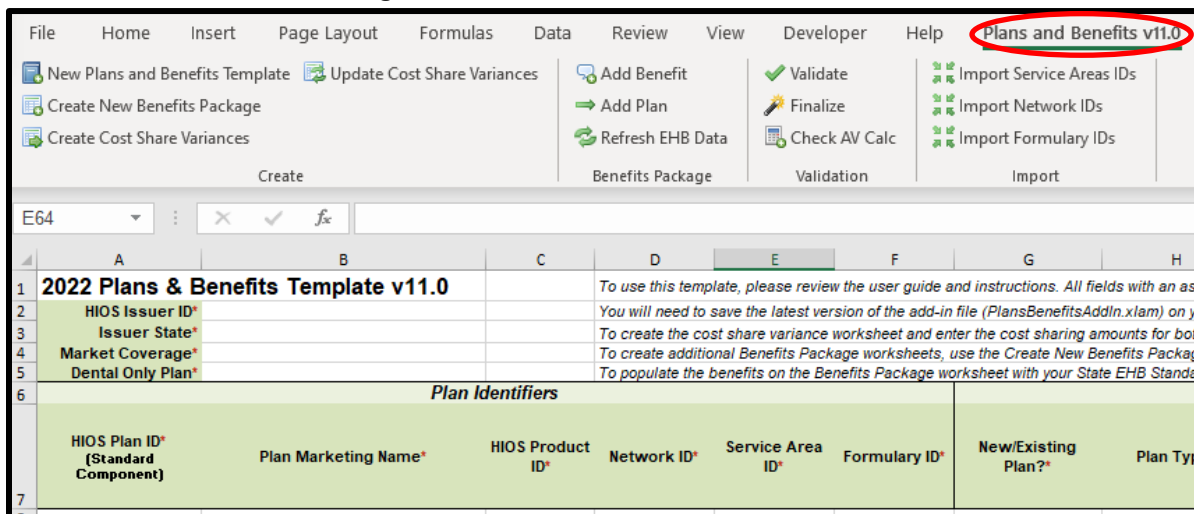 File Home Insert Page Layout Formulas Data Review View Developer Help Plans and Benefits v11.0
New Plans and Benefits Template Update Cost Share Variances Add Benefit Validate Import Service Areas IDs
Create New Benefits Package Add Plan Finalize Import Network IDs
Create Cost Share Variances Refresh EHB Data Check AV Calc Import Formulary IDs
Create Benefits Package Validation Import
E64 fx
A B C D E F G H
1 2022 Plans & Benefits Template v11.0 To use this template, please review the user guide and instructions. All fields with an as
2 HIOS Issuer ID* You will need to save the latest version of the add-in file (PlansBenefitsAddIn.xlam) on y
3 Issuer State* To create the cost share variance worksheet and enter the cost sharing amounts for bot
4 Market Coverage* To create additional Benefits Package worksheets, use the Create New Benefits Packag
5 Dental Only Plan* To populate the benefits on the Benefits Package worksheet with your State EHB Standa
6 Plan Identifiers
HIOS Plan ID* HIOS Product Service Area New/Existing
(Standard Plan Marketing Name* Network ID* Formulary ID* Plan Typ
Component) ID* ID* Plan?*
7